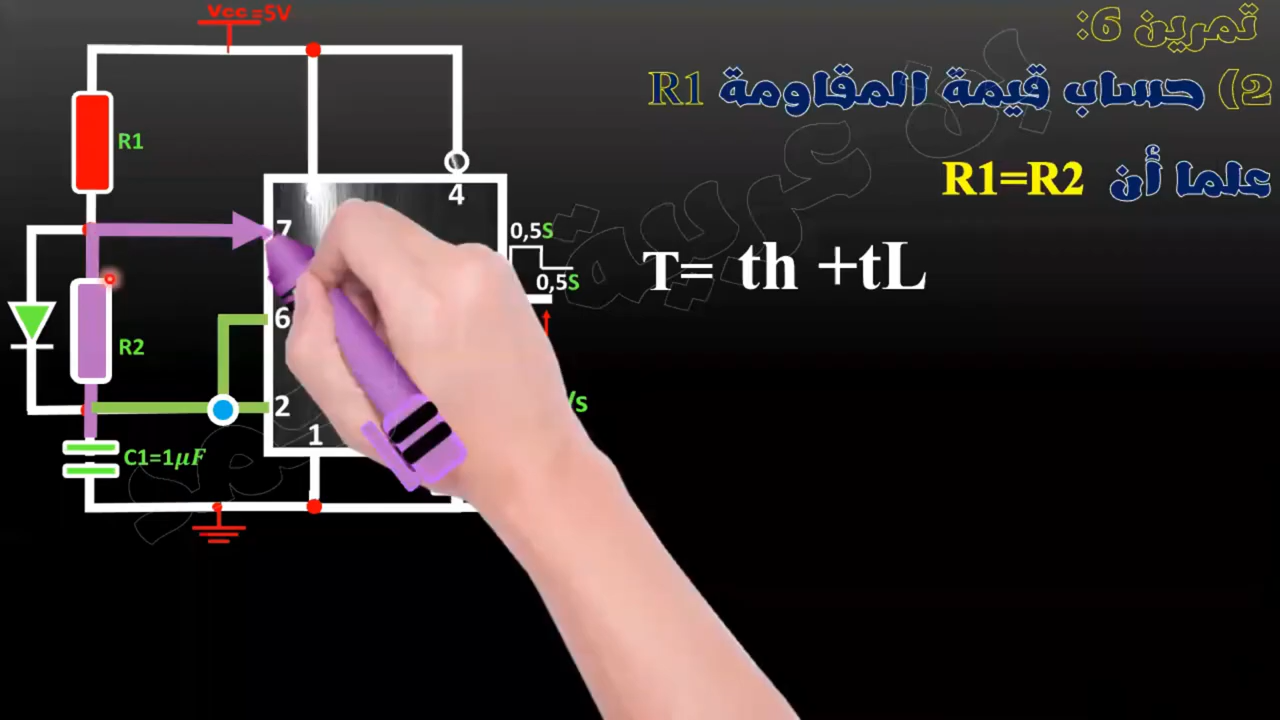 تمرين 6:
2) حساب قيمة المقاومة R1
علما أن R1=R2
T= th +tL
Vcc =5V
R1
4
7
0,5S
0,5S
6
R2
2
/s
1
C1=1𝜇F